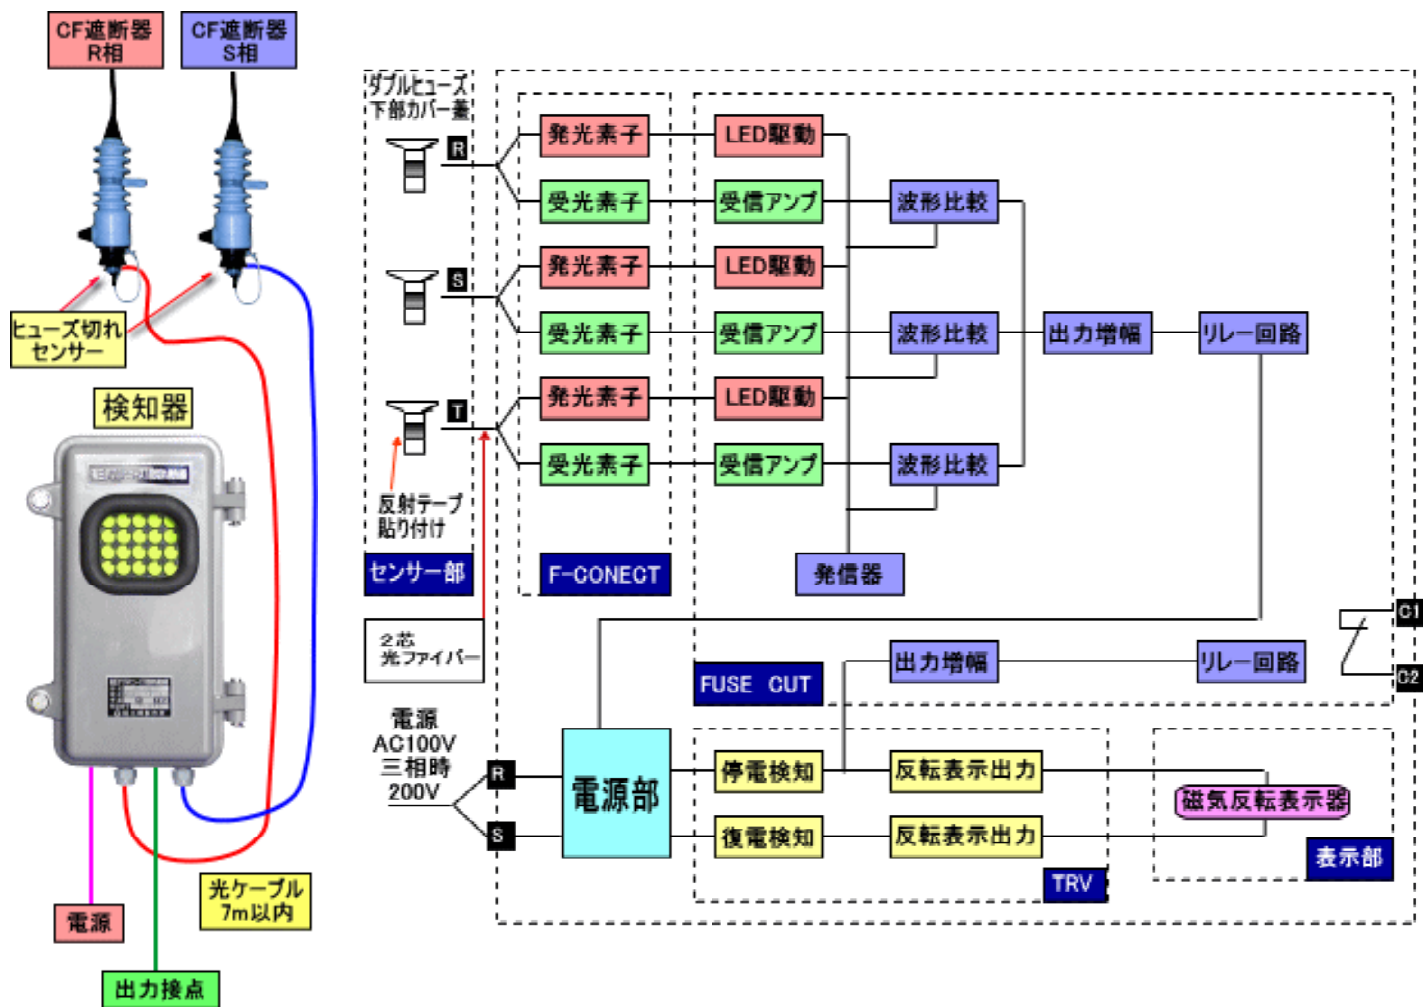 CF遮断器
R相
CF遮断器
S相
ヒューズ切れ
センサー
検知器
電源
出力接点
光ケーブル
7m以内
ダブルヒューズ
下部カバー蓋
R
S
T
反射テープ
貼り付け
センサー部
2芯
光ファイバー
発光素子
LED駆動
受光素子
受信アンプ
波形比較
発光素子
LED駆動
受光素子
受信アンプ
波形比較
出力増幅
リレー回路
発光素子
LED駆動
受光素子
受信アンプ
波形比較
F-CONECT
発信器
C1
C2
出力増幅
リレー回路
FUSE CUT
電源
AC100V
三相時
200V
R
S
電源部
停電検知
反転表示出力
復電検知
反転表示出力
TRV
磁気反転表示器
表示部